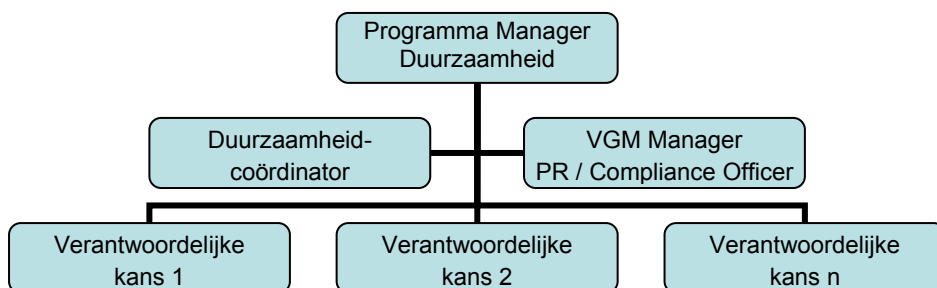 Programma Manager
Duurzaamheid
Duurzaamheid-
coördinator
VGM Manager
PR / Compliance Officer
Verantwoordelijke
kans 1
Verantwoordelijke
kans 2
Verantwoordelijke
kans n